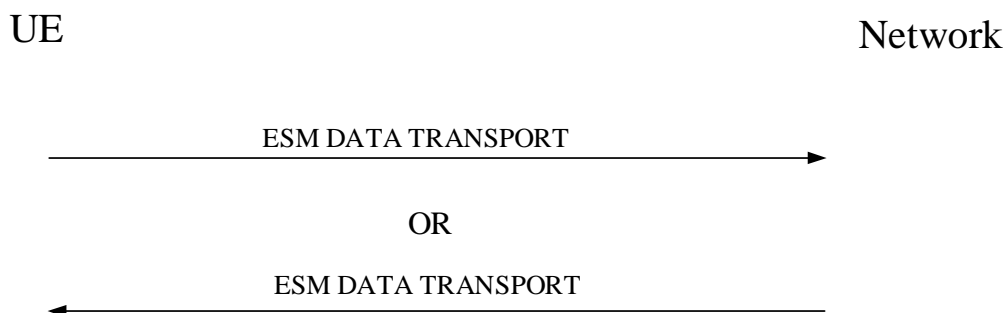 UE
Network
ESM DATA TRANSPORT
OR
ESM DATA TRANSPORT